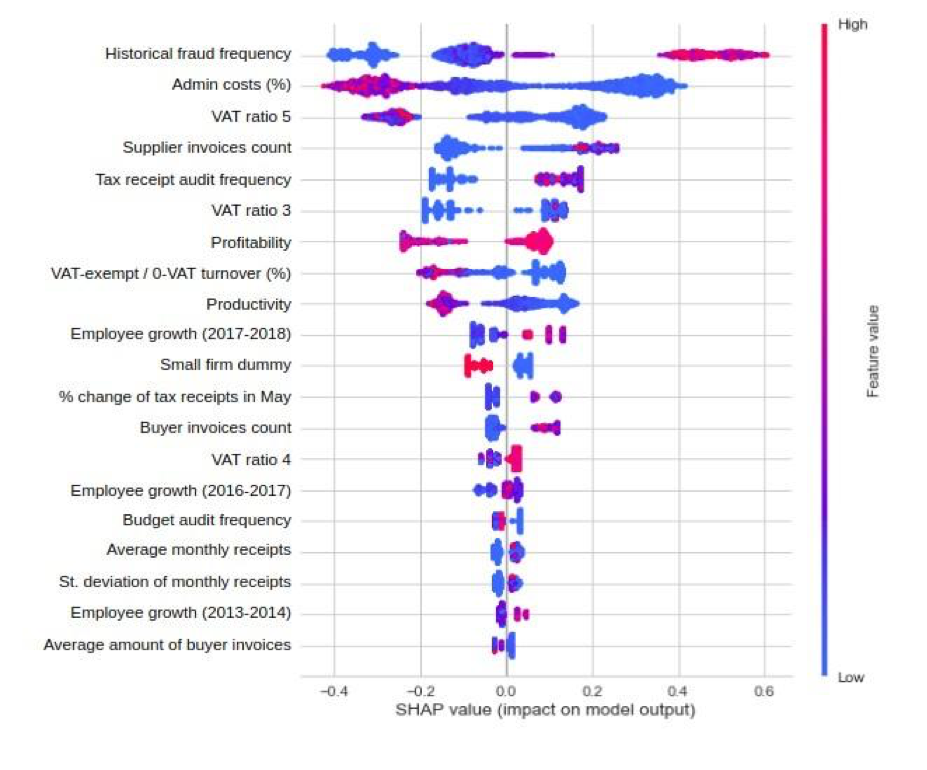 High
Historical fraud frequency
Admin costs (%)
VAT ratio 5
Supplier invoices count
Tax receipt audit frequency
VAT ratio 3
Profitability
VAT-exempt / 0-VAT turnover (%)
Productivity
Employee growth (2017-2018)
Small firm dummy
% change of tax receipts in May
Buyer invoices count
VAT ratio 4
Employee growth (2016-2017)
Budget audit frequency
Average monthly receipts
St. deviation of monthly receipts
Employee growth (2013-2014)
Average amount of buyer invoices
Feature value
Low
−0.4 −0.2 0.0 0.2 0.4 0.6
SHAP value (impact on model output)